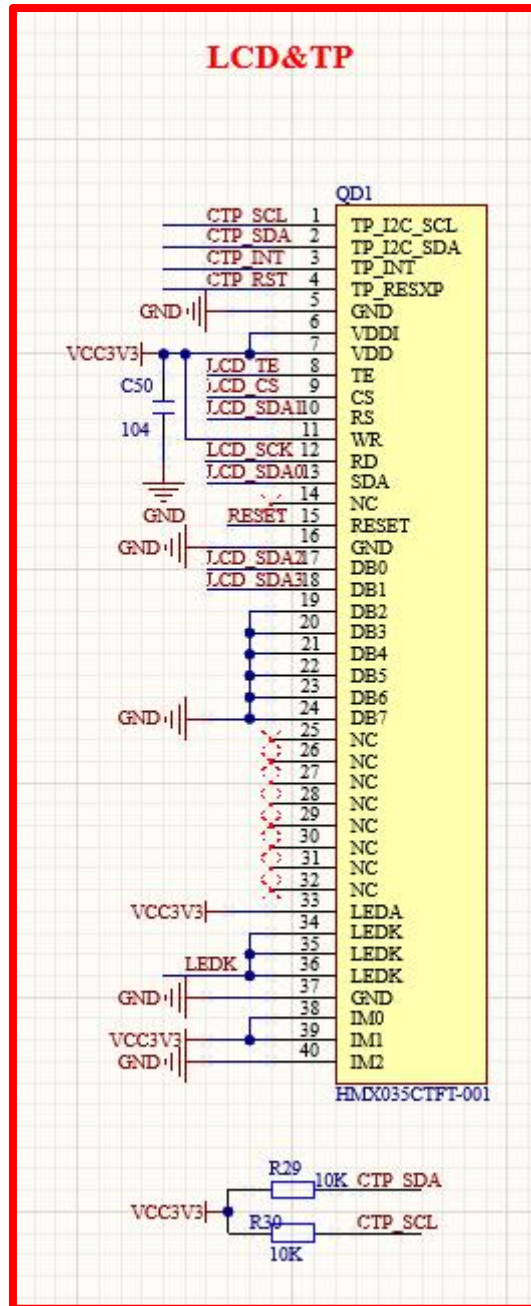 LCD&TP
QD1
CTP_SCL 1 TP_I2C_SCL
CTP_SDA 2 TP_I2C_SDA
CTP_INT 3 TP_INT
CTP_RST 4 TP_RESXP
GND 5 GND
6 VDDI
VCC3V3 7 VDD
LCD_TE 8 TE
C50 LCD_CS 9 CS
LCD_SDA1 10 RS
104 11 WR
LCD_SCK 12 RD
LCD_SDA0 13 SDA
14 NC
GND RESET 15 RESET
GND 16 GND
LCD_SDA2 17 DB0
LCD_SDA3 18 DB1
19 DB2
20 DB3
21 DB4
22 DB5
23 DB6
GND 24 DB7
25 NC
26 NC
27 NC
28 NC
29 NC
30 NC
31 NC
32 NC
VCC3V3 33 LEDA
34 LEDK
35 LEDK
LEDK 36 LEDK
GND 37 GND
38 IM0
VCC3V3 39 IM1
GND 40 IM2
HMX035CTFT-001
R29 10K CTP_SDA
VCC3V3 R30 CTP_SCL
10K